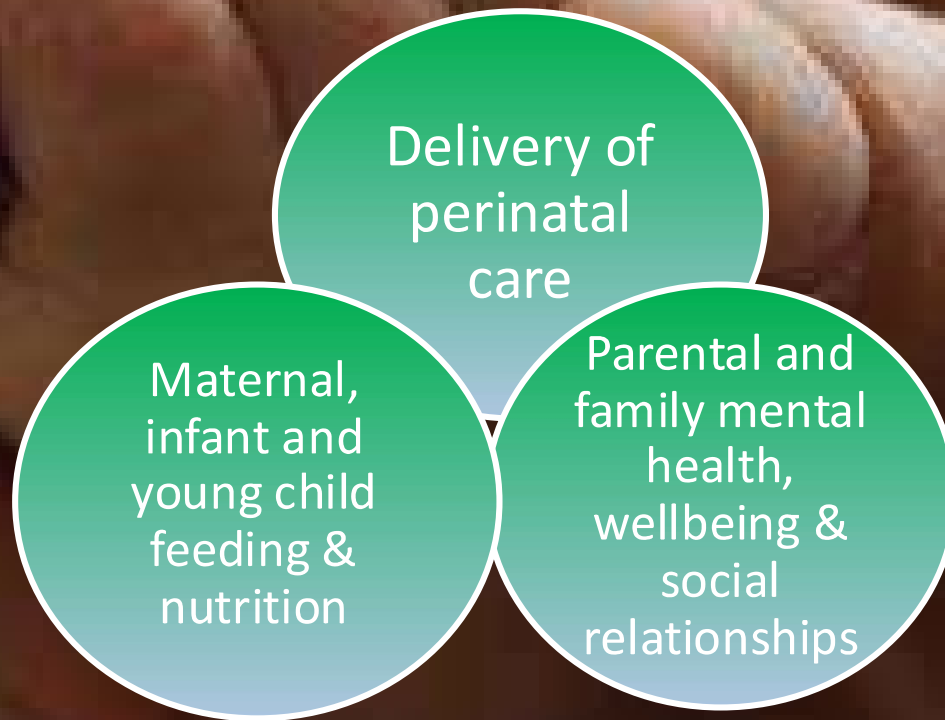 Delivery of
perinatal
care
Maternal,
infant and
young child
feeding &
nutrition
Parental and
family mental
health,
wellbeing &
social
relationships